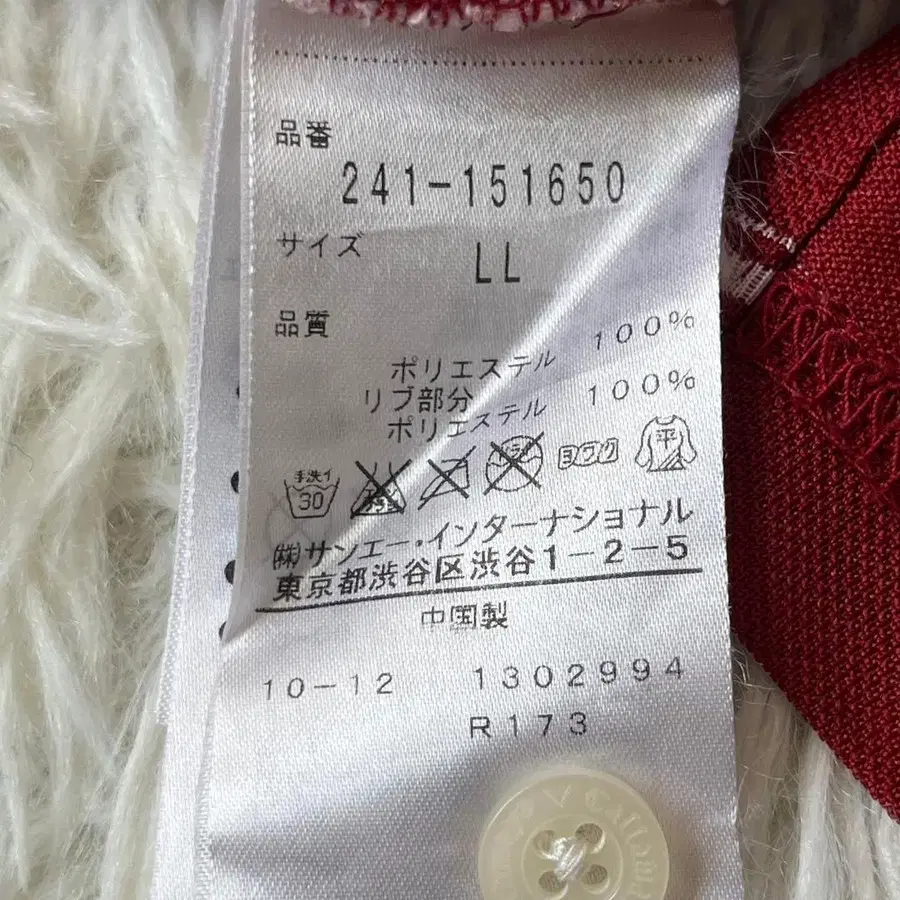 品番
241-151650
サイズ
LL
品質
ポリエステル 100%
リブ部分
ポリエステル 100%
手洗イ
30
ヨワク
平
㈱サンエー・インターナショナル
東京都渋谷区渋谷1-2-5
中国製
10-12 1302994
R173